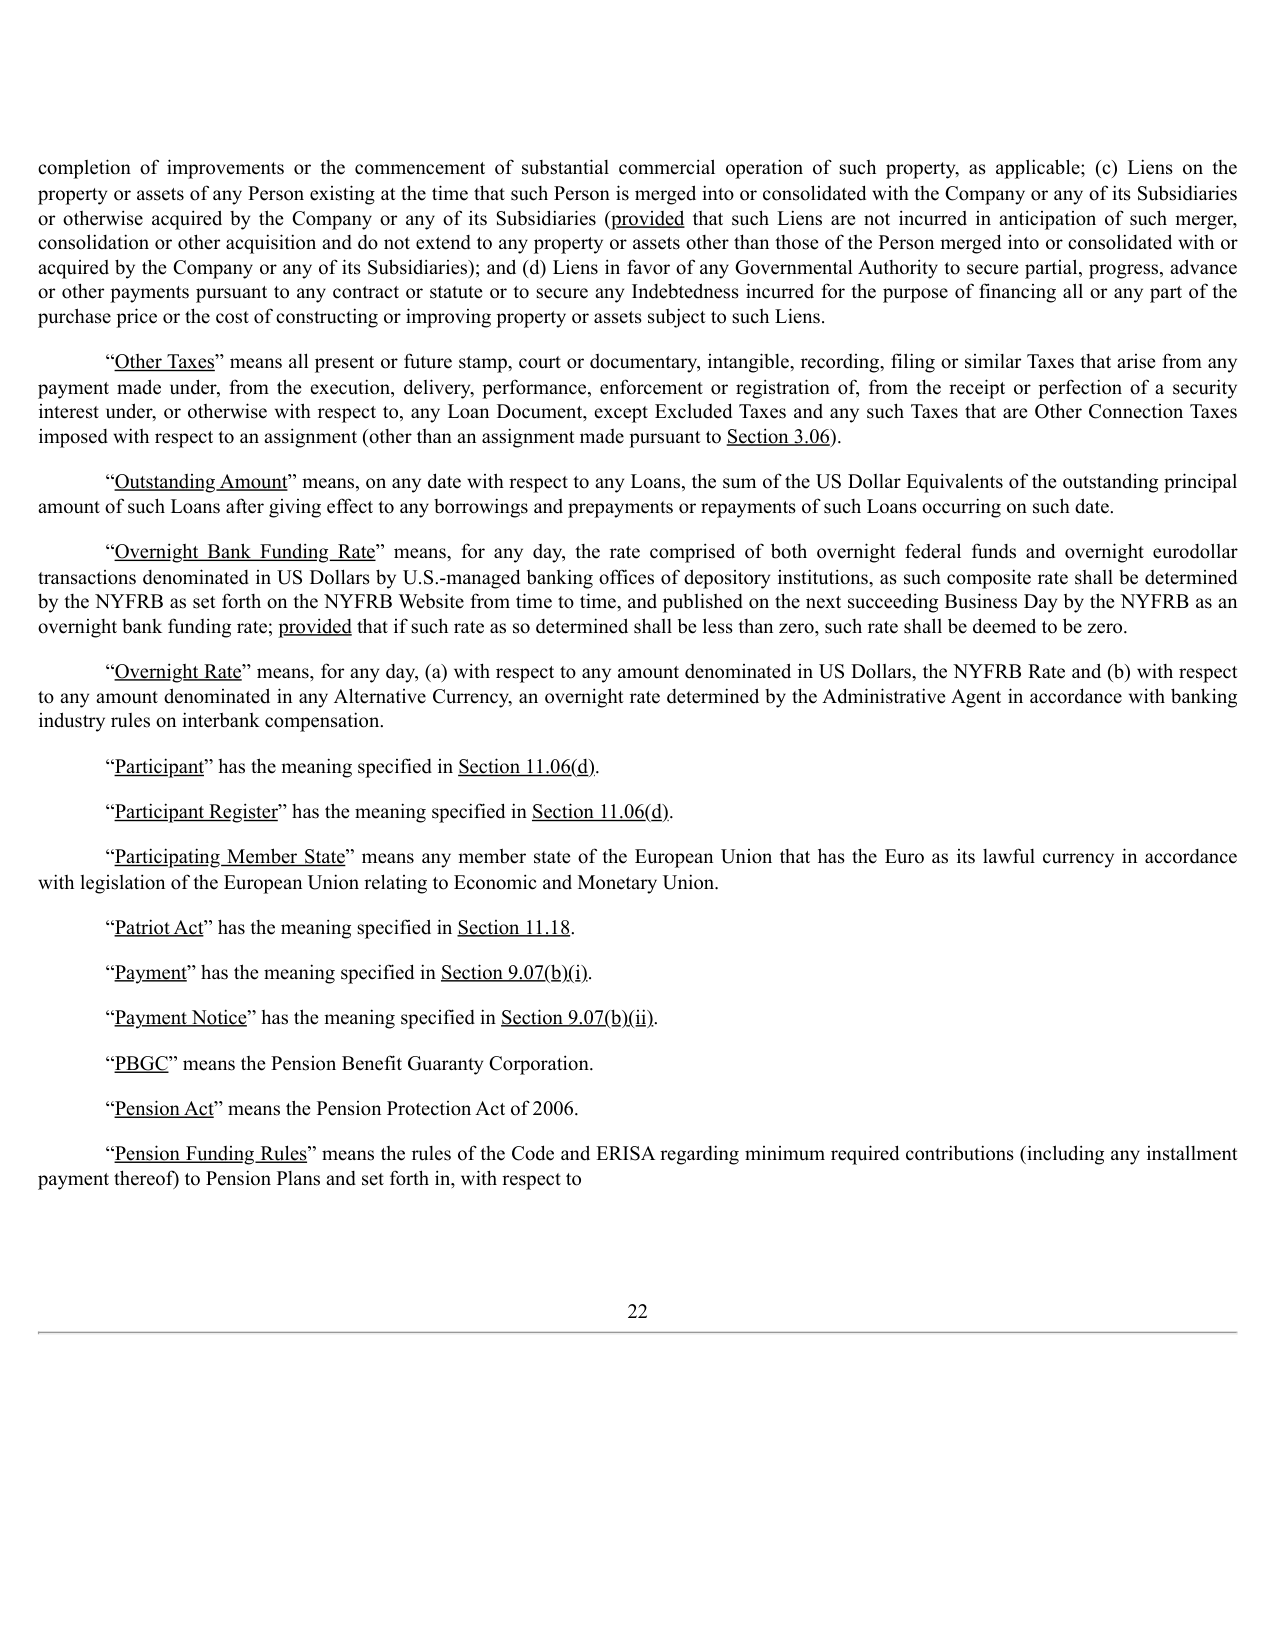 completion of improvements or the commencement of substantial commercial operation of such property, as applicable; (c) Liens on the
property or assets of any Person existing at the time that such Person is merged into or consolidated with the Company or any of its Subsidiaries
or otherwise acquired by the Company or any of its Subsidiaries (provided that such Liens are not incurred in anticipation of such merger,
consolidation or other acquisition and do not extend to any property or assets other than those of the Person merged into or consolidated with or
acquired by the Company or any of its Subsidiaries); and (d) Liens in favor of any Governmental Authority to secure partial, progress, advance
or other payments pursuant to any contract or statute or to secure any Indebtedness incurred for the purpose of financing all or any part of the
purchase price or the cost of constructing or improving property or assets subject to such Liens.
“Other Taxes” means all present or future stamp, court or documentary, intangible, recording, filing or similar Taxes that arise from any
payment made under, from the execution, delivery, performance, enforcement or registration of, from the receipt or perfection of a security
interest under, or otherwise with respect to, any Loan Document, except Excluded Taxes and any such Taxes that are Other Connection Taxes
imposed with respect to an assignment (other than an assignment made pursuant to Section 3.06).
“Outstanding Amount” means, on any date with respect to any Loans, the sum of the US Dollar Equivalents of the outstanding principal
amount of such Loans after giving effect to any borrowings and prepayments or repayments of such Loans occurring on such date.
“Overnight Bank Funding Rate” means, for any day, the rate comprised of both overnight federal funds and overnight eurodollar
transactions denominated in US Dollars by U.S.-managed banking offices of depository institutions, as such composite rate shall be determined
by the NYFRB as set forth on the NYFRB Website from time to time, and published on the next succeeding Business Day by the NYFRB as an
overnight bank funding rate; provided that if such rate as so determined shall be less than zero, such rate shall be deemed to be zero.
“Overnight Rate” means, for any day, (a) with respect to any amount denominated in US Dollars, the NYFRB Rate and (b) with respect
to any amount denominated in any Alternative Currency, an overnight rate determined by the Administrative Agent in accordance with banking
industry rules on interbank compensation.
“Participant” has the meaning specified in Section 11.06(d).
“Participant Register” has the meaning specified in Section 11.06(d).
“Participating Member State” means any member state of the European Union that has the Euro as its lawful currency in accordance
with legislation of the European Union relating to Economic and Monetary Union.
“Patriot Act” has the meaning specified in Section 11.18.
“Payment” has the meaning specified in Section 9.07(b)(i).
“Payment Notice” has the meaning specified in Section 9.07(b)(ii).
“PBGC” means the Pension Benefit Guaranty Corporation.
“Pension Act” means the Pension Protection Act of 2006.
“Pension Funding Rules” means the rules of the Code and ERISA regarding minimum required contributions (including any installment
payment thereof) to Pension Plans and set forth in, with respect to
22